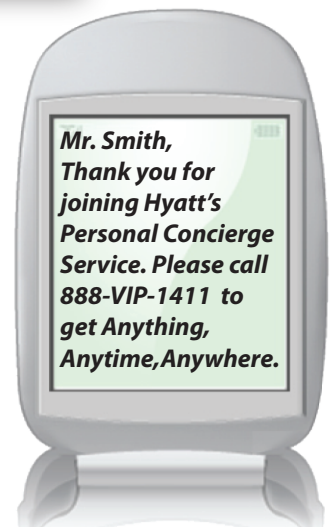 Mr. Smith,
Thank you for
joining Hyatt's
Personal Concierge
Service. Please call
888-VIP-1411 to
get Anything,
Anytime,Anywhere.